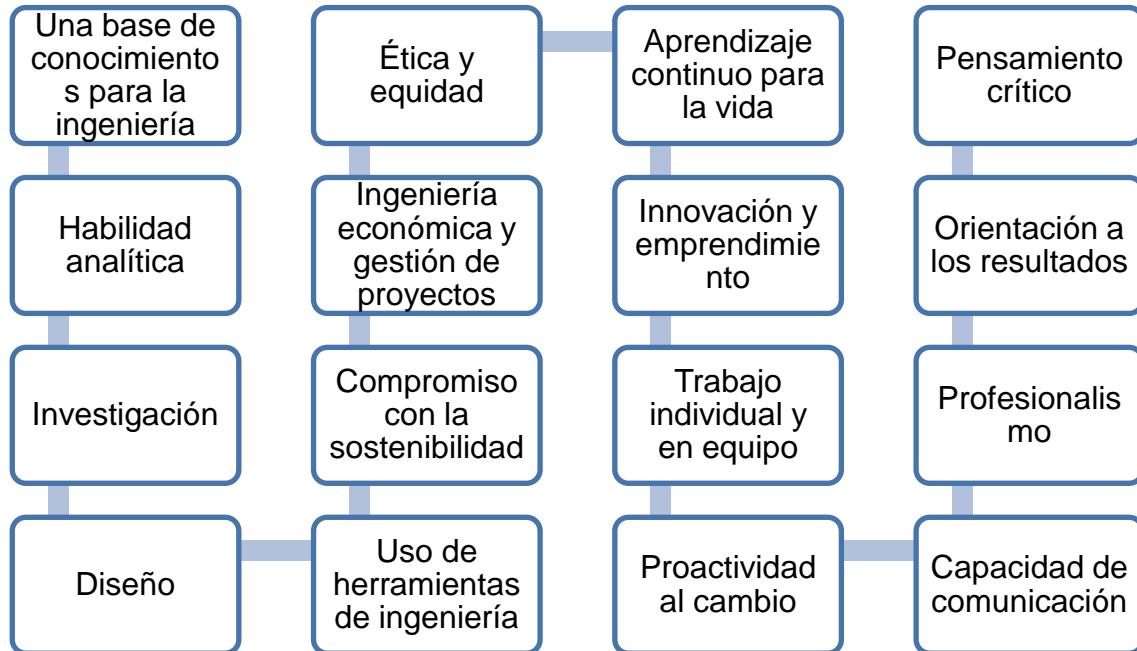 Una base de
conocimiento
s para la
ingeniería
Habilidad
analítica
Investigación
Diseño
Uso de
herramientas
de ingeniería
Compromiso
con la
sostenibilidad
Ingeniería
económica y
gestión de
proyectos
Ética y
equidad
Aprendizaje
continuo para
la vida
Innovación y
emprendimie
nto
Trabajo
individual y
en equipo
Proactividad
al cambio
Capacidad de
comunicación
Profesionalis
mo
Orientación a
los resultados
Pensamiento
crítico